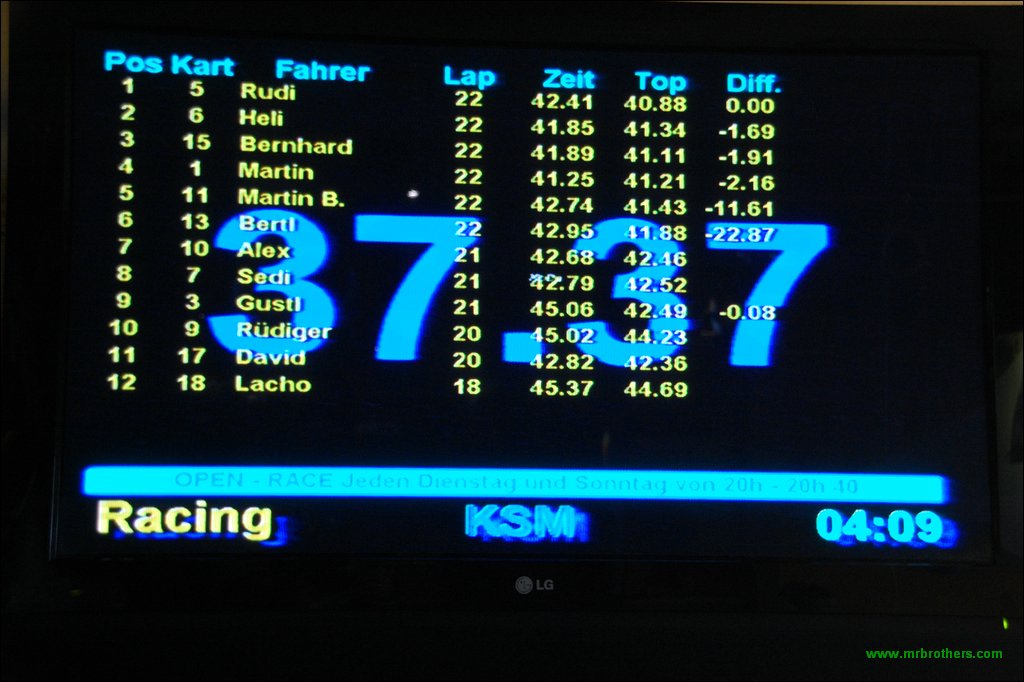 Pos Kart Fahrer Lap Zeit Top Diff.
1 5 Rudi 22 42.41 40.88 0.00
2 6 Heli 22 41.85 41.34 -1.69
3 15 Bernhard 22 41.89 41.11 -1.91
4 1 Martin 22 41.25 41.21 -2.16
5 11 Martin B. 22 42.74 41.43 -11.61
6 13 Bertl 22 42.95 41.88 -22.87
7 10 Alex 21 42.68 42.46
8 7 Sedi 21 42.79 42.52
9 3 Gustl 21 45.06 42.49 -0.08
10 9 Rüdiger 20 45.02 44.23
11 17 David 20 42.82 42.36
12 18 Lacho 18 45.37 44.69
37.37
OPEN - RACE Jeden Dienstag und Sonntag von 20h - 20h 40
Racing KSM 04:09
LG
www.mrbrothers.com